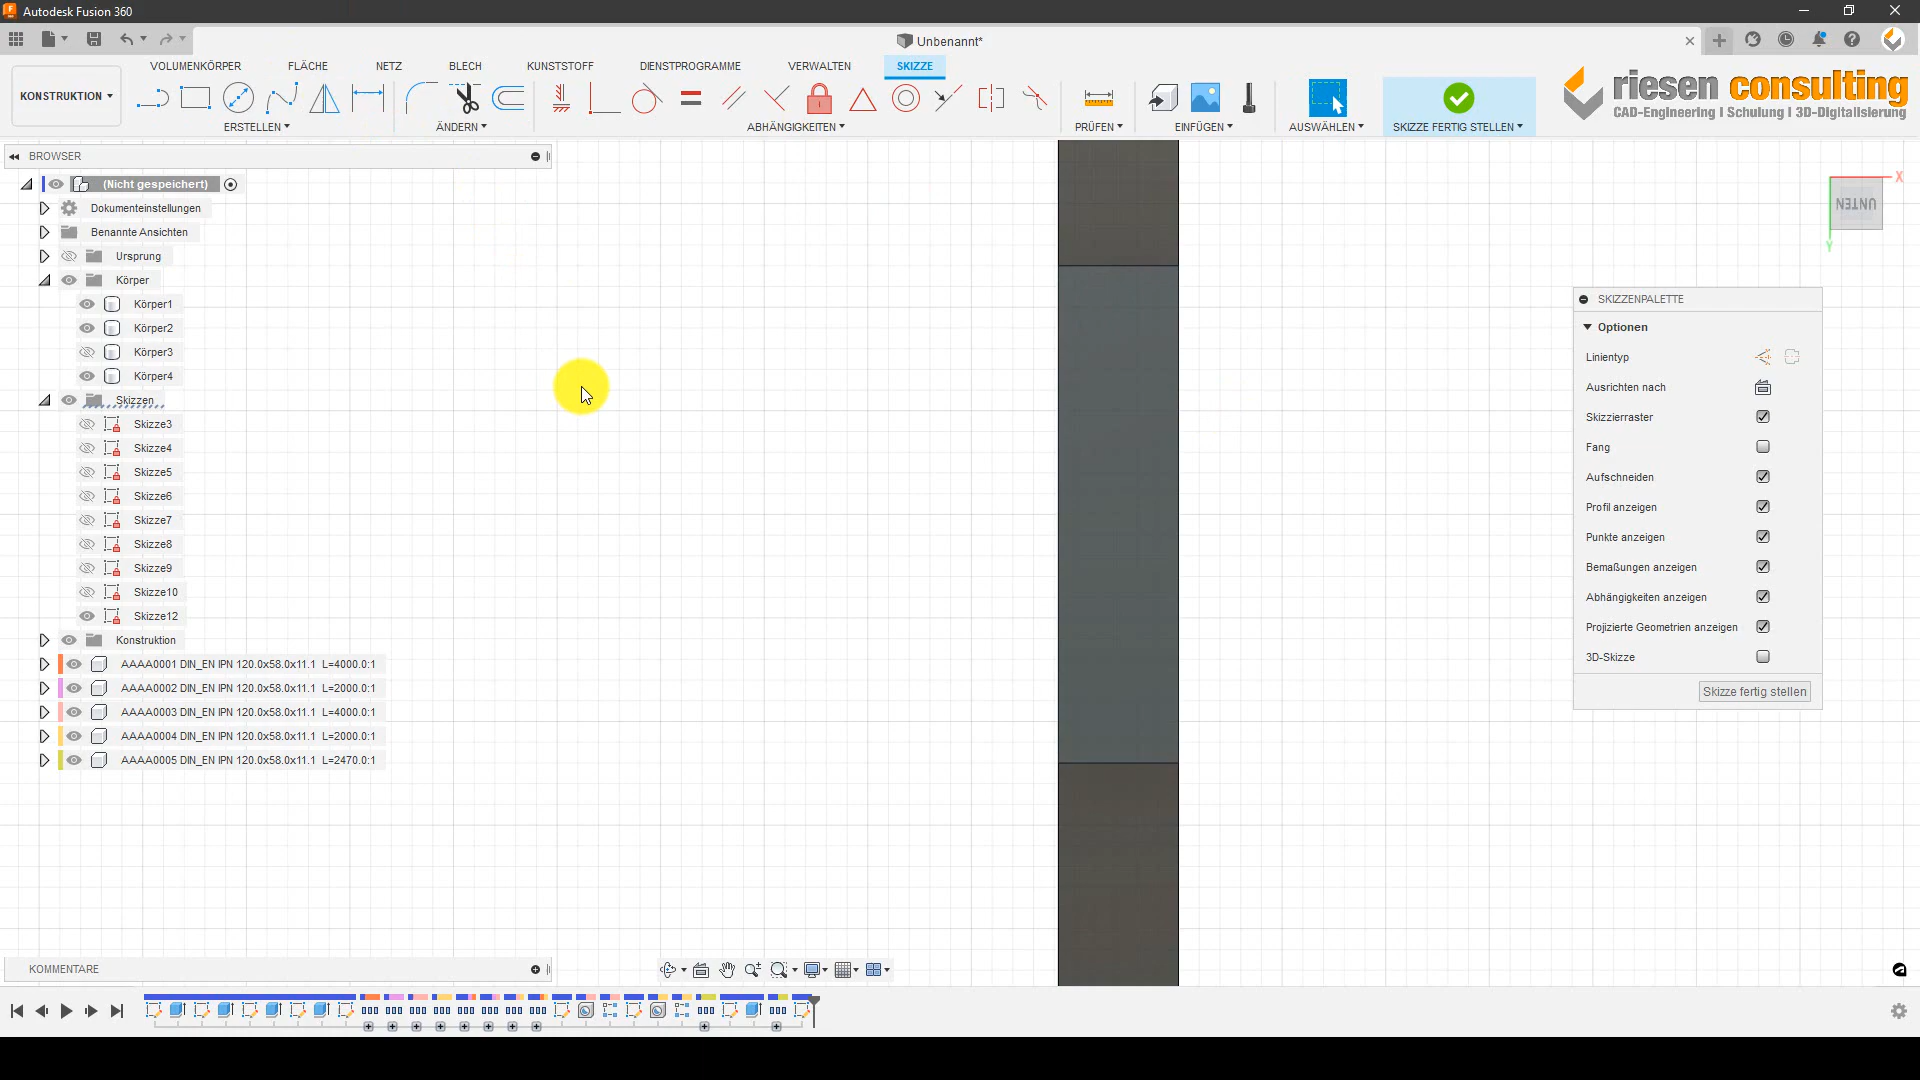 Autodesk Fusion 360
Unbenannt*
VOLUMENKÖRPER
FLÄCHE
NETZ
BLECH
KUNSTSTOFF
DIENSTPROGRAMME
VERWALTEN
SKIZZE
KONSTRUKTION
ERSTELLEN
ÄNDERN
ABHÄNGIGKEITEN
PRÜFEN
EINFÜGEN
AUSWÄHLEN
SKIZZE FERTIG STELLEN
riesen consulting
CAD-Engineering I Schulung I 3D-Digitalisierung
BROWSER
(Nicht gespeichert)
Dokumenteinstellungen
Benannte Ansichten
Ursprung
Körper
Körper1
Körper2
Körper3
Körper4
Skizzen
Skizze3
Skizze4
Skizze5
Skizze6
Skizze7
Skizze8
Skizze9
Skizze10
Skizze12
Konstruktion
AAAA0001 DIN_EN IPN 120.0x58.0x11.1 L=4000.0:1
AAAA0002 DIN_EN IPN 120.0x58.0x11.1 L=2000.0:1
AAAA0003 DIN_EN IPN 120.0x58.0x11.1 L=4000.0:1
AAAA0004 DIN_EN IPN 120.0x58.0x11.1 L=2000.0:1
AAAA0005 DIN_EN IPN 120.0x58.0x11.1 L=2470.0:1
X
UNTEN
Y
SKIZZENPALETTE
Optionen
Linientyp
Ausrichten nach
Skizzierraster
Fang
Aufschneiden
Profil anzeigen
Punkte anzeigen
Bemaßungen anzeigen
Abhängigkeiten anzeigen
Projizierte Geometrien anzeigen
3D-Skizze
Skizze fertig stellen
KOMMENTARE